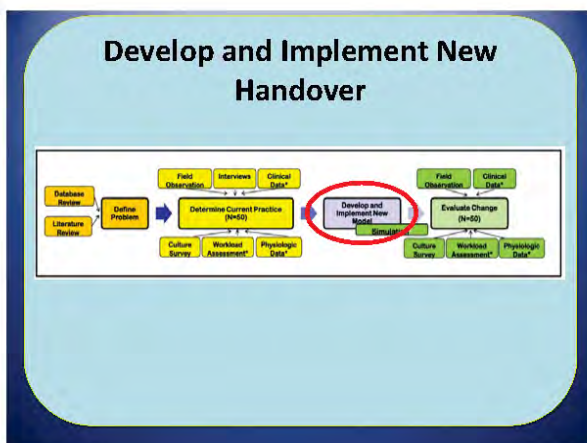 Develop and Implement New
Handover
Field
Observation
Interviews
Clinical
Data*
Field
Observation
Clinical
Data*
Database
Review
Literature
Review
Define
Problem
Determine Current Practice
(N=50)
Develop and
Implement New
Model
Simulation
Evaluate Change
(N=50)
Culture
Survey
Workload
Assessment*
Physiologic
Data*
Culture
Survey
Workload
Assessment*
Physiologic
Data*